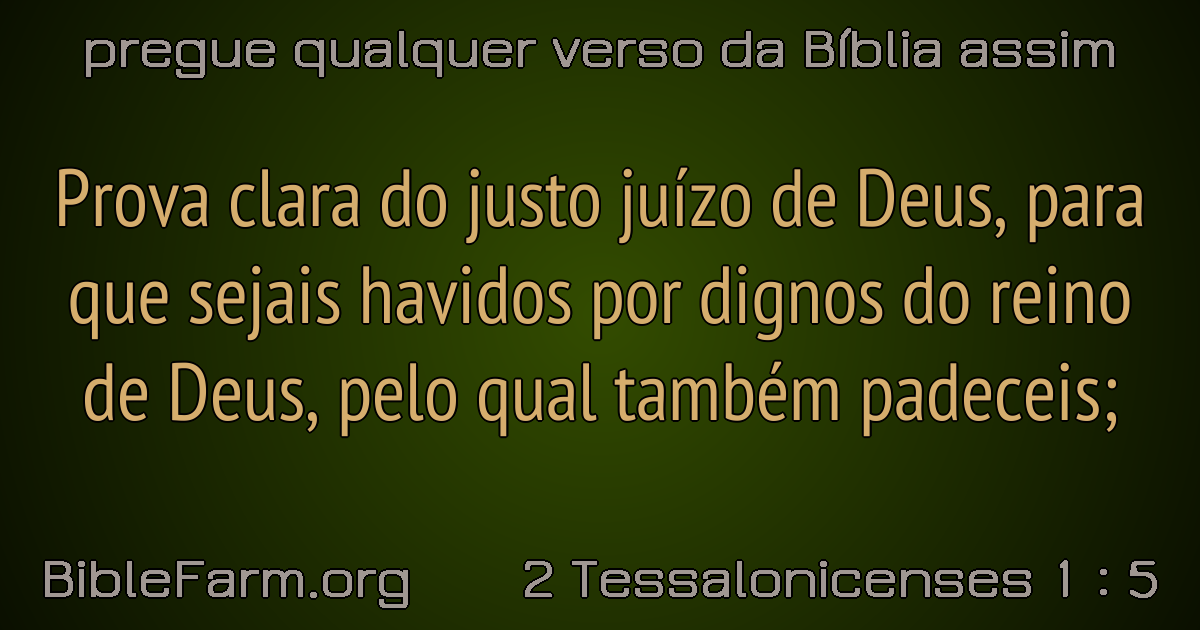 pregue qualquer verso da Bíblia assim
Prova clara do justo juízo de Deus, para
que sejais havidos por dignos do reino
de Deus, pelo qual também padeceis;
BibleFarm.org 2 Tessalonicenses 1 : 5